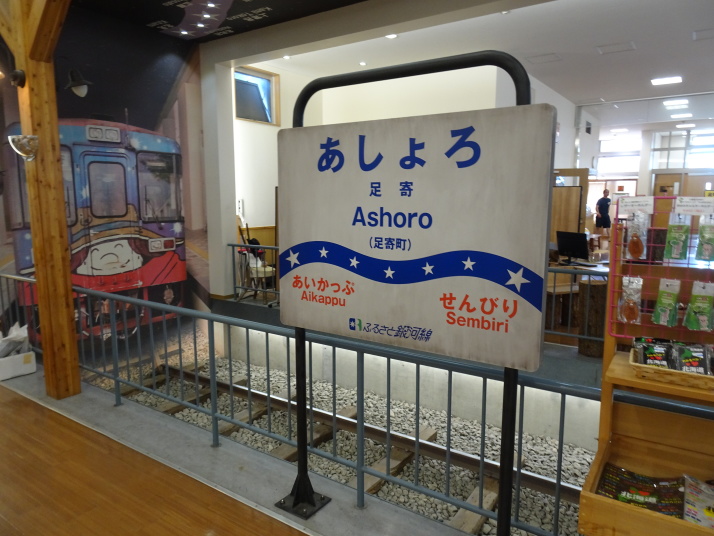 あしょろ
足寄
Ashoro
(足寄町)
あいかっぷ
Aikappu
せんびり
Sembiri
ふるさと銀河線